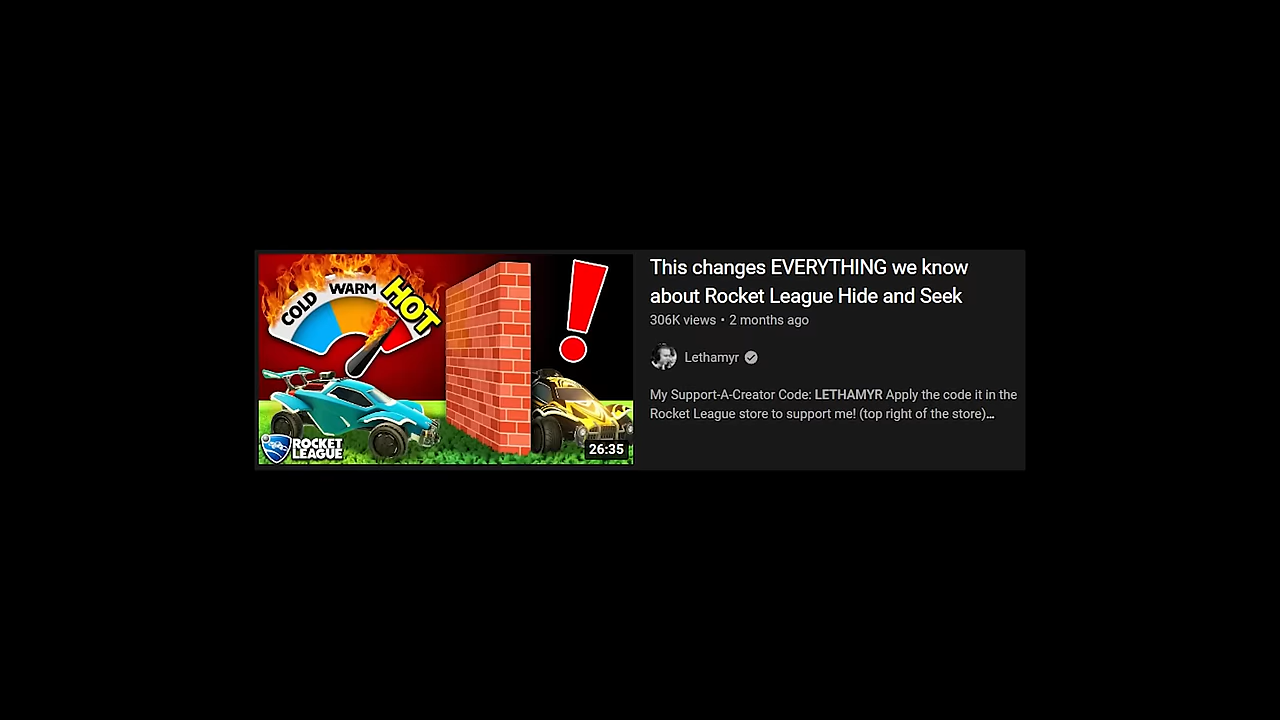 COLD WARM HOT
ROCKET
LEAGUE
26:35
This changes EVERYTHING we know
about Rocket League Hide and Seek
306K views • 2 months ago
Lethamyr
My Support-A-Creator Code: LETHAMYR Apply the code it in the
Rocket League store to support me! (top right of the store)...